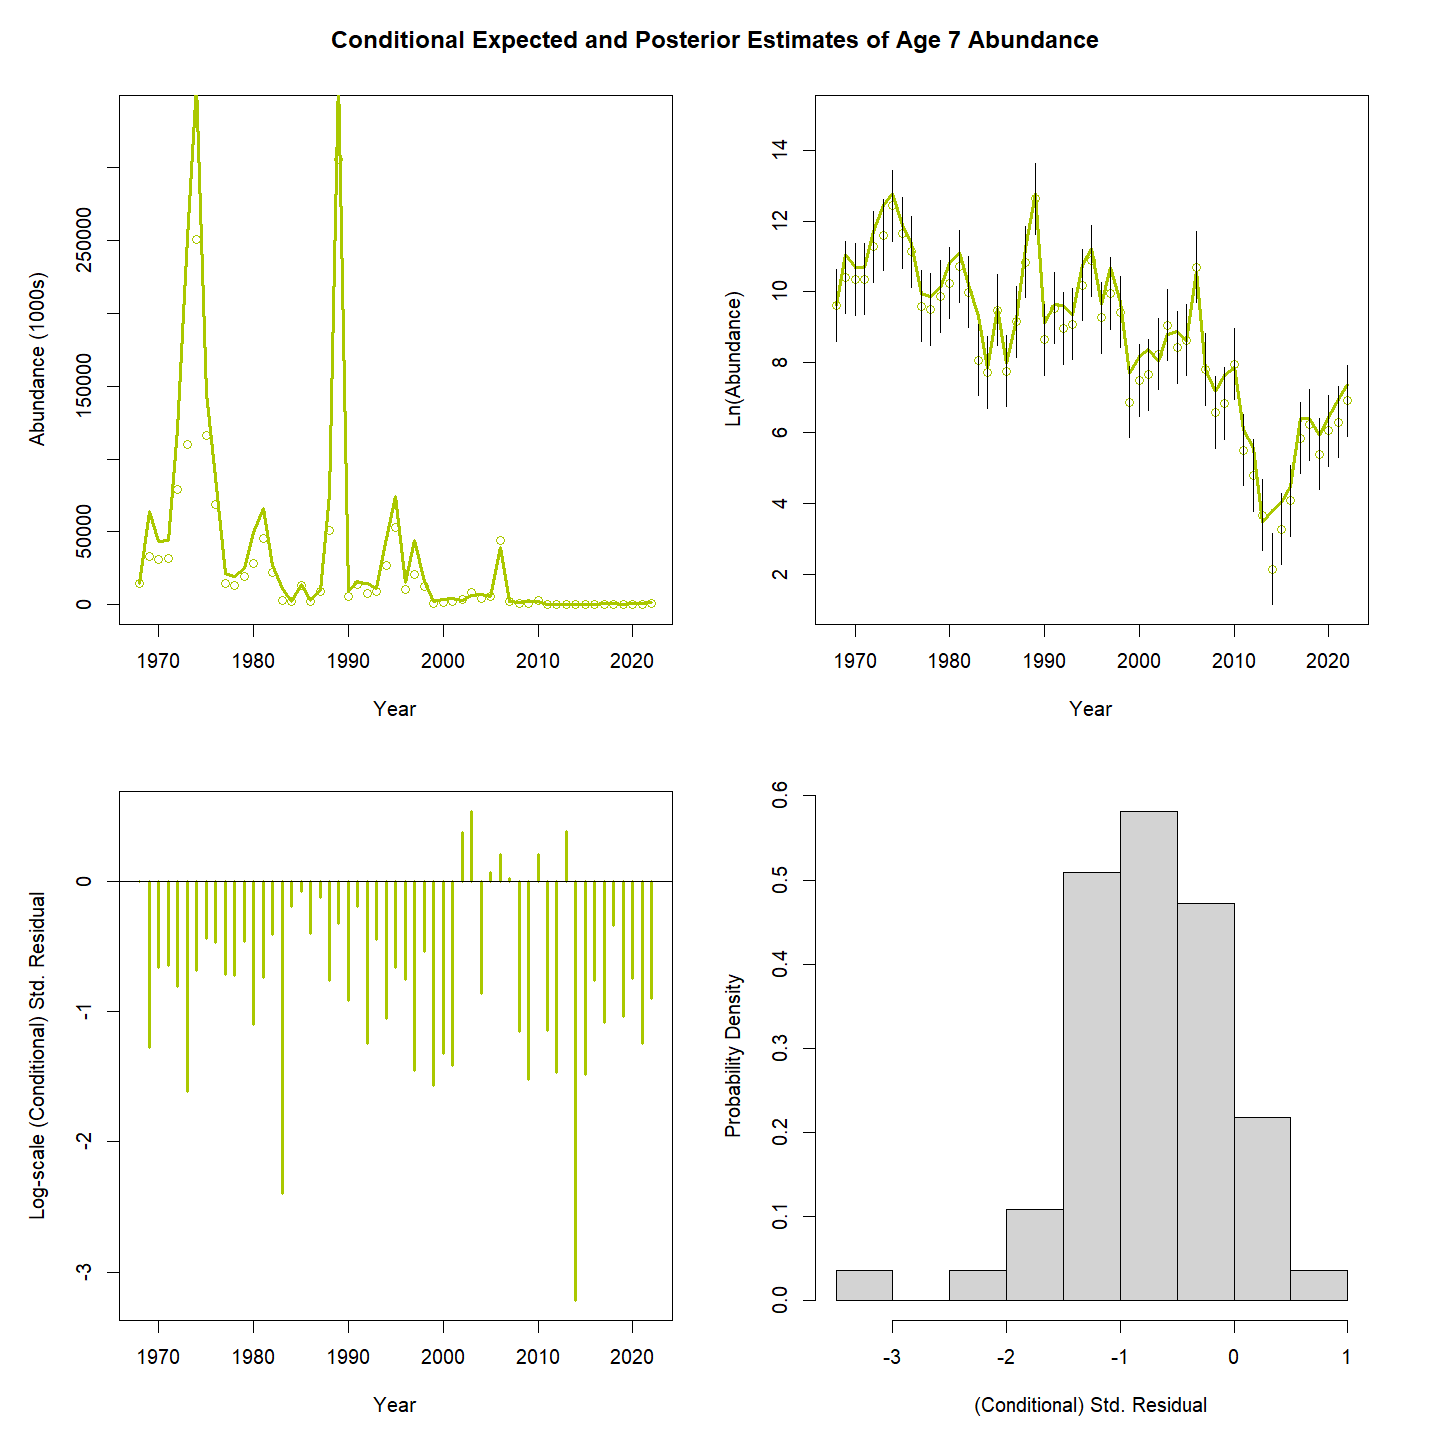 Conditional Expected and Posterior Estimates of Age 7 Abundance
Abundance (1000s)
0
50000
150000
250000
1970 1980 1990 2000 2010 2020
Year
Ln(Abundance)
2
4
6
8
10
12
14
1970 1980 1990 2000 2010 2020
Year
Log-scale (Conditional) Std. Residual
-3
-2
-1
0
1970 1980 1990 2000 2010 2020
Year
Probability Density
0.0
0.1
0.2
0.3
0.4
0.5
0.6
-3 -2 -1 0 1
(Conditional) Std. Residual